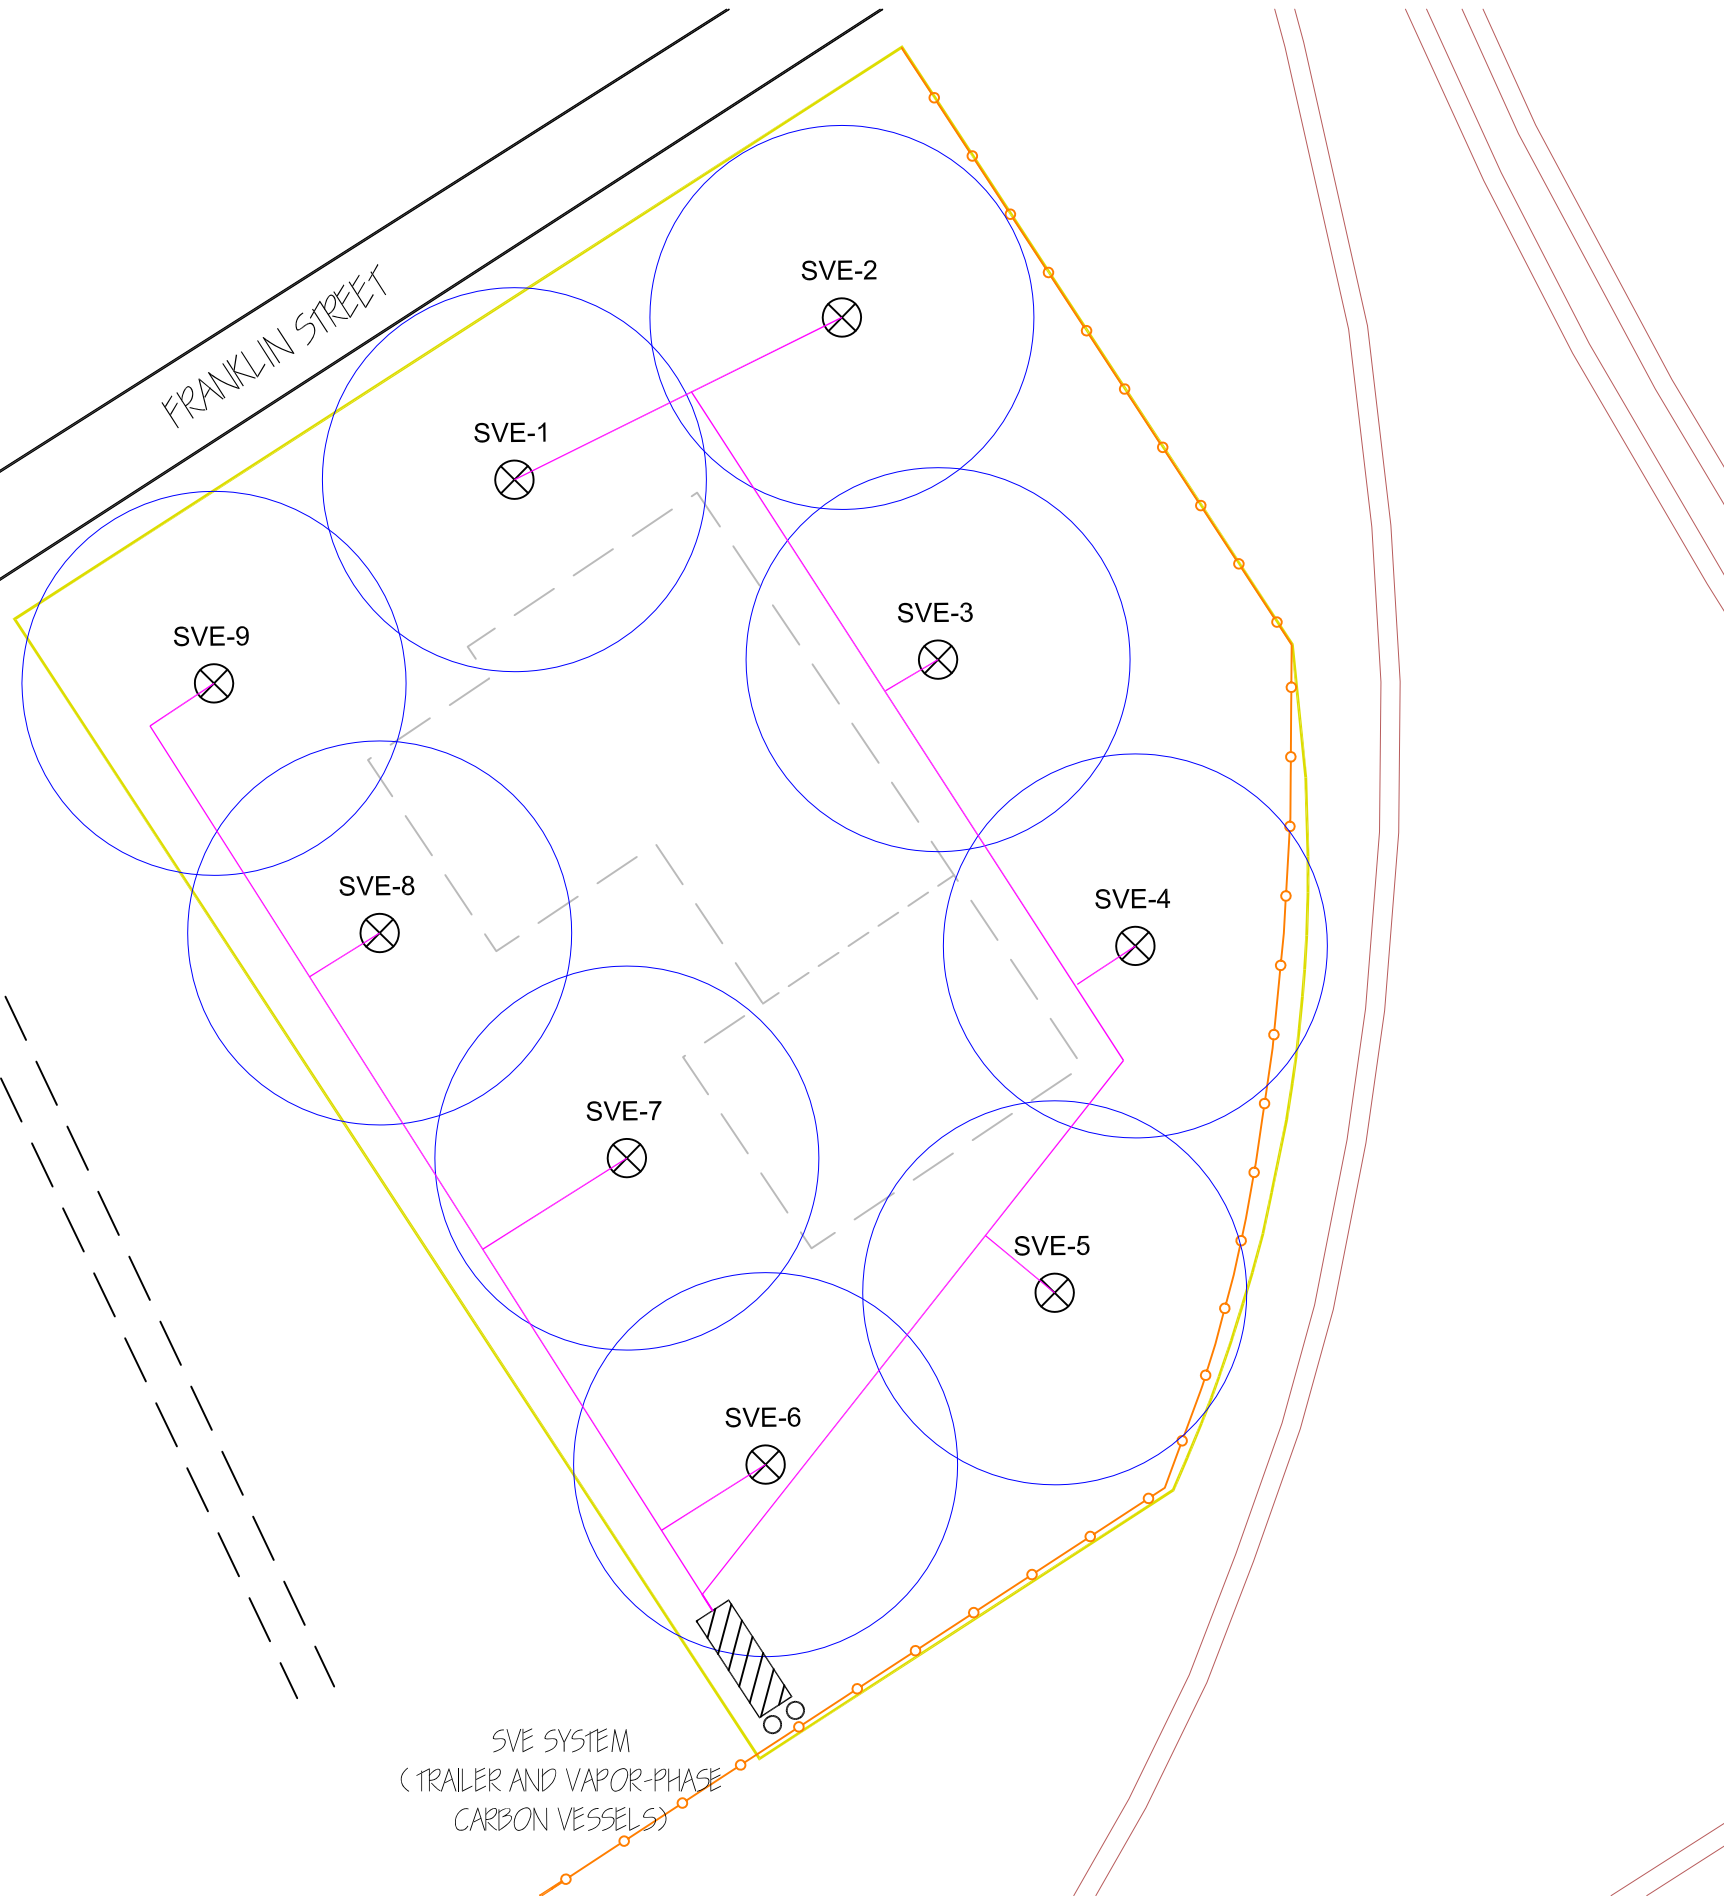 FRANKLIN STREET
SVE-2
SVE-1
SVE-3
SVE-9
SVE-8
SVE-4
SVE-7
SVE-5
SVE-6
SVE SYSTEM
( TRAILER AND VAPOR-PHASE
CARBON VESSELS)